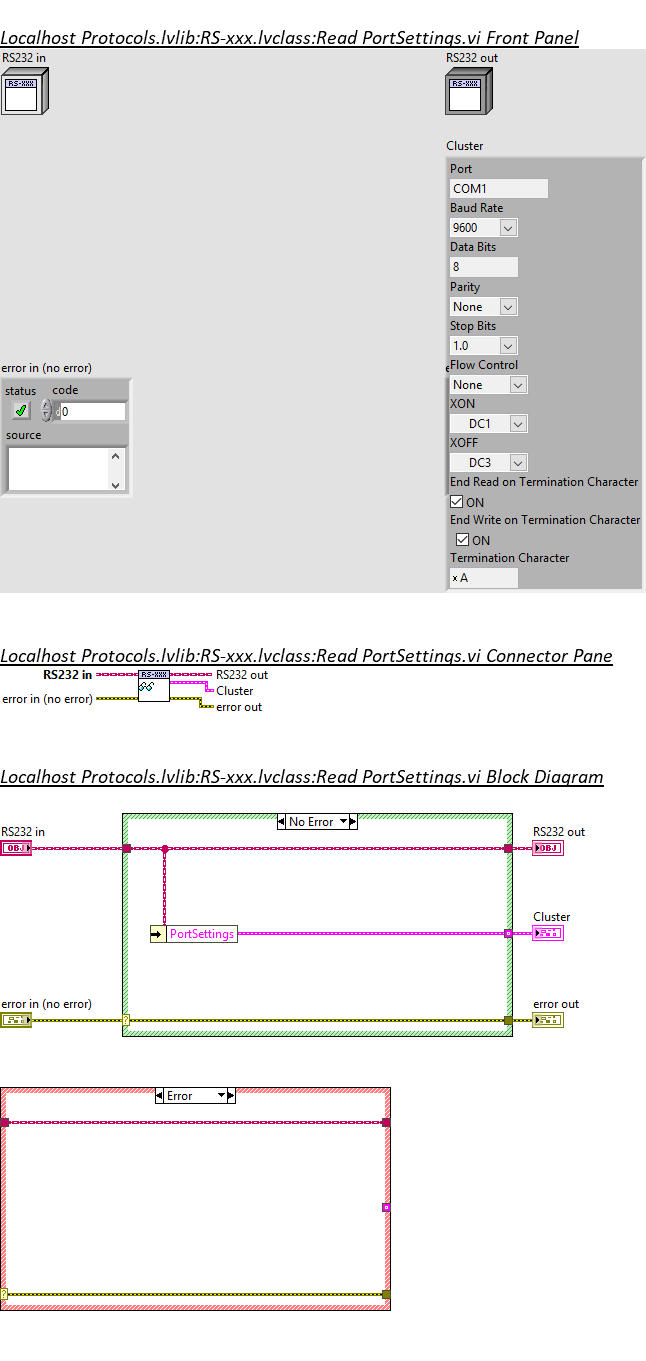 Localhost Protocols.lvlib:RS-xxx.lvclass:Read PortSettings.vi Front Panel
RS232 in
RS232 out
RS-XXX
RS-XXX
Cluster
Port
COM1
Baud Rate
9600
Data Bits
8
Parity
None
Stop Bits
1.0
error in (no error)
Flow Control
status
code
None
0
XON
DC1
source
XOFF
DC3
End Read on Termination Character
ON
End Write on Termination Character
ON
Termination Character
x A
Localhost Protocols.lvlib:RS-xxx.lvclass:Read PortSettings.vi Connector Pane
RS232 in
RS-XXX
RS232 out
Cluster
error in (no error)
error out
Localhost Protocols.lvlib:RS-xxx.lvclass:Read PortSettings.vi Block Diagram
No Error
RS232 in
RS232 out
OBJ
OBJ
Cluster
PortSettings
error in (no error)
error out
?
Error
?